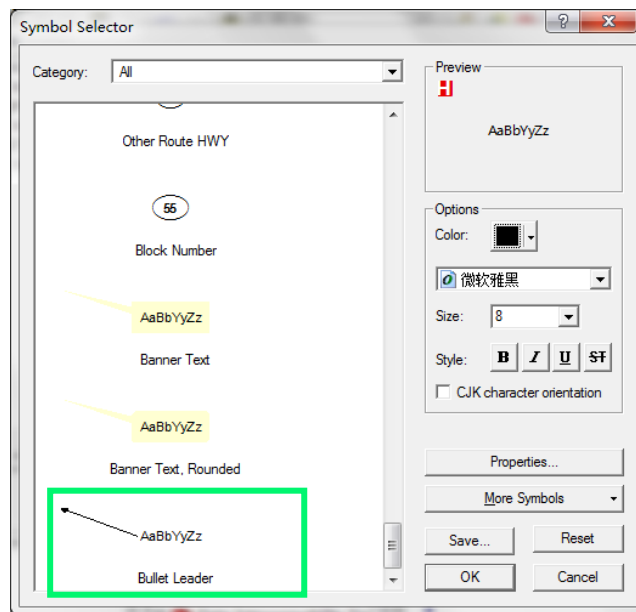 Symbol Selector
Category: All
Other Route HWY
55
Block Number
AaBbYyZz
Banner Text
AaBbYyZz
Banner Text, Rounded
AaBbYyZz
Bullet Leader
Preview
AaBbYyZz
Options
Color:
微软雅黑
Size: 8
Style: B I U ST
CJK character orientation
Properties...
More Symbols
Save... Reset
OK Cancel